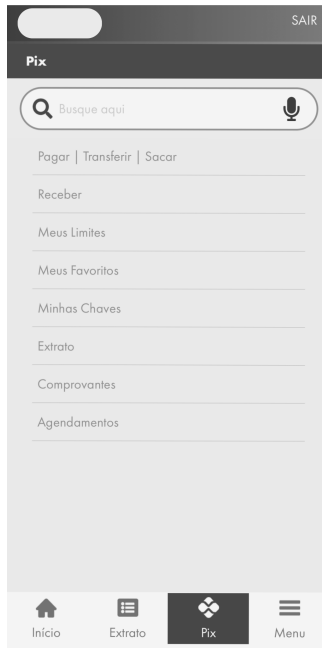 SAIR
Pix
Busque aqui
Pagar | Transferir | Sacar
Receber
Meus Limites
Meus Favoritos
Minhas Chaves
Extrato
Comprovantes
Agendamentos
Início Extrato Pix Menu